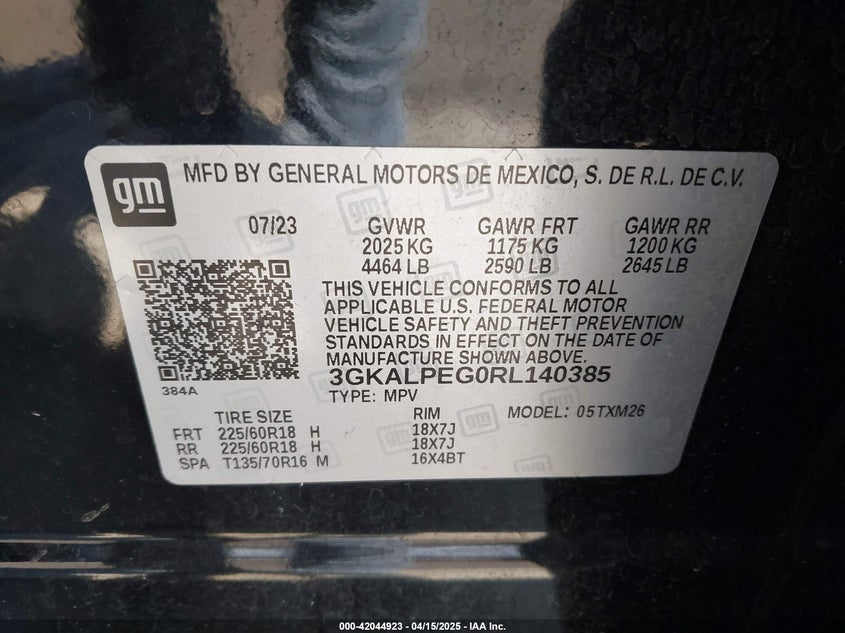 gm
MFD BY GENERAL MOTORS DE MEXICO, S. DE R.L. DE C.V.
07/23 GVWR GAWR FRT GAWR RR
2025 KG 1175 KG 1200 KG
4464 LB 2590 LB 2645 LB
THIS VEHICLE CONFORMS TO ALL
APPLICABLE U.S. FEDERAL MOTOR
VEHICLE SAFETY AND THEFT PREVENTION
STANDARDS IN EFFECT ON THE DATE OF
MANUFACTURE SHOWN ABOVE.
3GKALPEG0RL140385
384A
TYPE: MPV
TIRE SIZE RIM MODEL: 05TXM26
FRT 225/60R18 H 18X7J
RR 225/60R18 H 18X7J
SPA T135/70R16 M 16X4BT
000-42044923 - 04/15/2025 - IAA Inc.